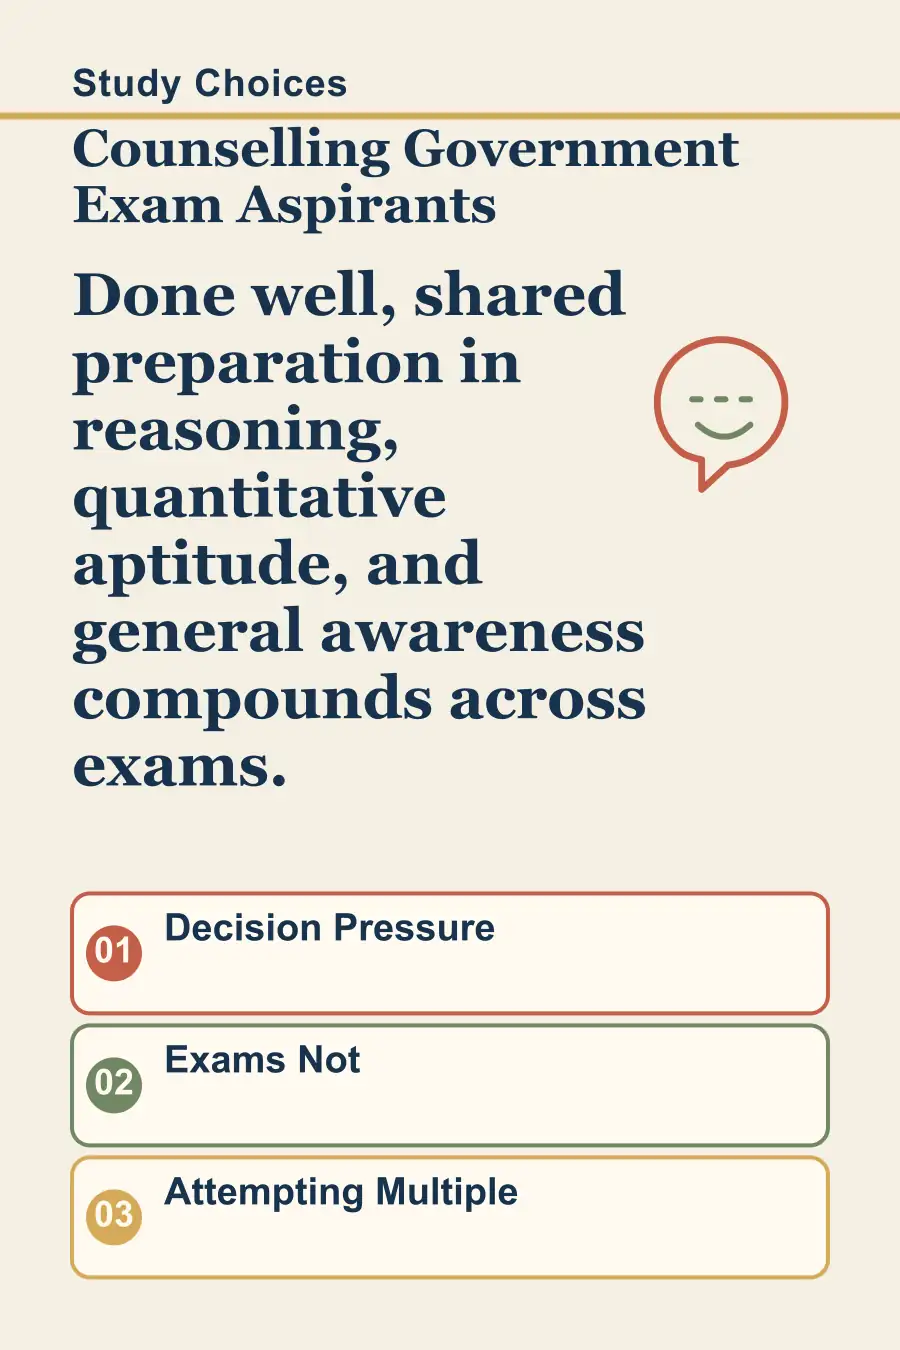 Study Choices
Counselling Government
Exam Aspirants
Done well, shared
preparation in
reasoning,
quantitative
aptitude, and
general awareness
compounds across
exams.
01 Decision Pressure
02 Exams Not
03 Attempting Multiple